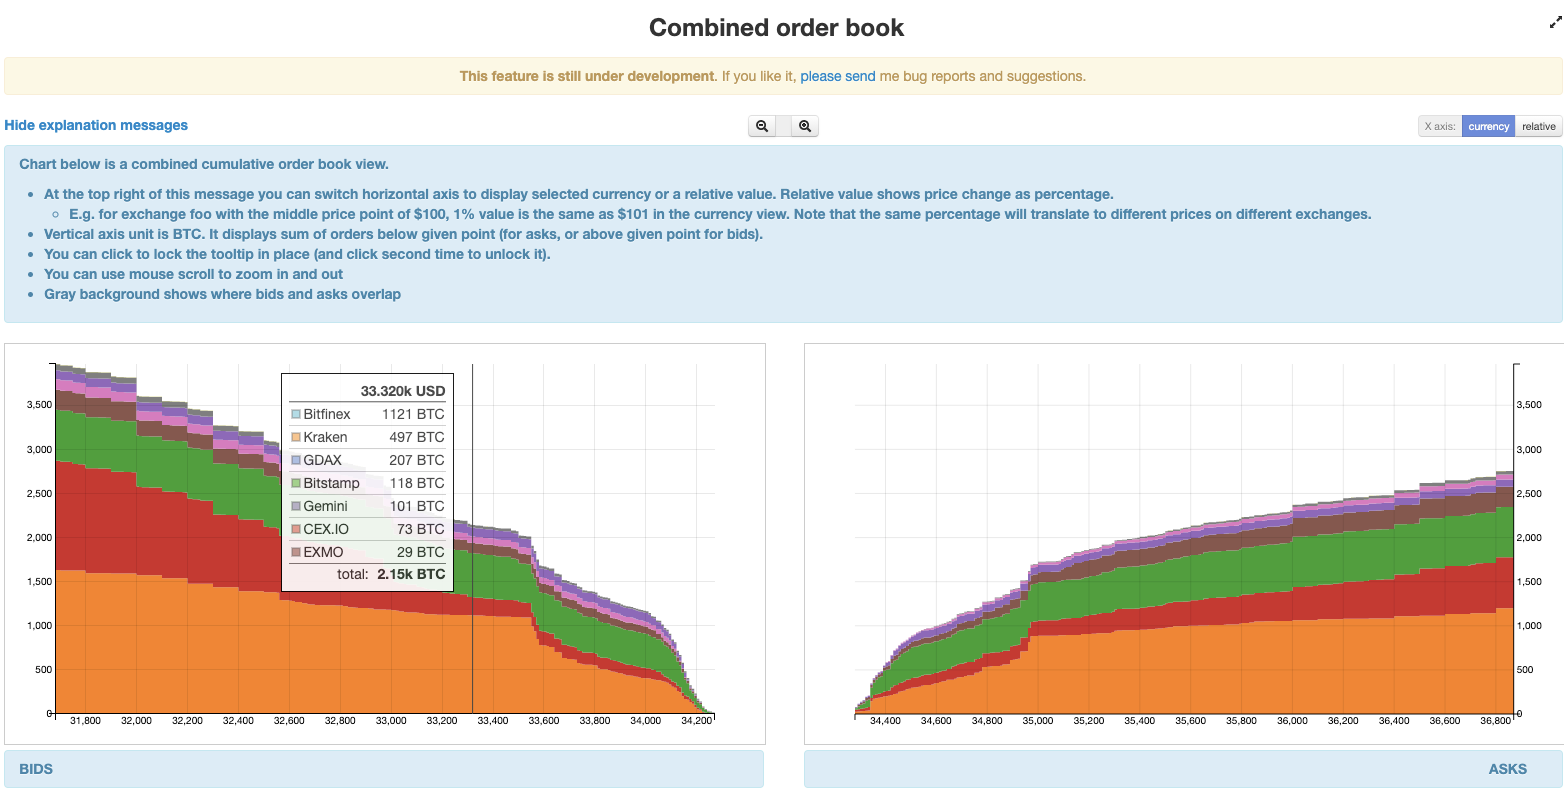 Combined order book
This feature is still under development. If you like it, please send me bug reports and suggestions.
Hide explanation messages
X axis: currency relative
Chart below is a combined cumulative order book view.
At the top right of this message you can switch horizontal axis to display selected currency or a relative value. Relative value shows price change as percentage.
E.g. for exchange foo with the middle price point of $100, 1% value is the same as $101 in the currency view. Note that the same percentage will translate to different prices on different exchanges.
Vertical axis unit is BTC. It displays sum of orders below given point (for asks, or above given point for bids).
You can click to lock the tooltip in place (and click second time to unlock it).
You can use mouse scroll to zoom in and out
Gray background shows where bids and asks overlap
3,500
3,000
2,500
2,000
1,500
1,000
500
0
33.320k USD
Bitfinex 1121 BTC
Kraken 497 BTC
GDAX 207 BTC
Bitstamp 118 BTC
Gemini 101 BTC
CEX.IO 73 BTC
EXMO 29 BTC
total: 2.15k BTC
31,800 32,000 32,200 32,400 32,600 32,800 33,000 33,200 33,400 33,600 33,800 34,000 34,200
3,500
3,000
2,500
2,000
1,500
1,000
500
0
34,400 34,600 34,800 35,000 35,200 35,400 35,600 35,800 36,000 36,200 36,400 36,600 36,800
BIDS
ASKS